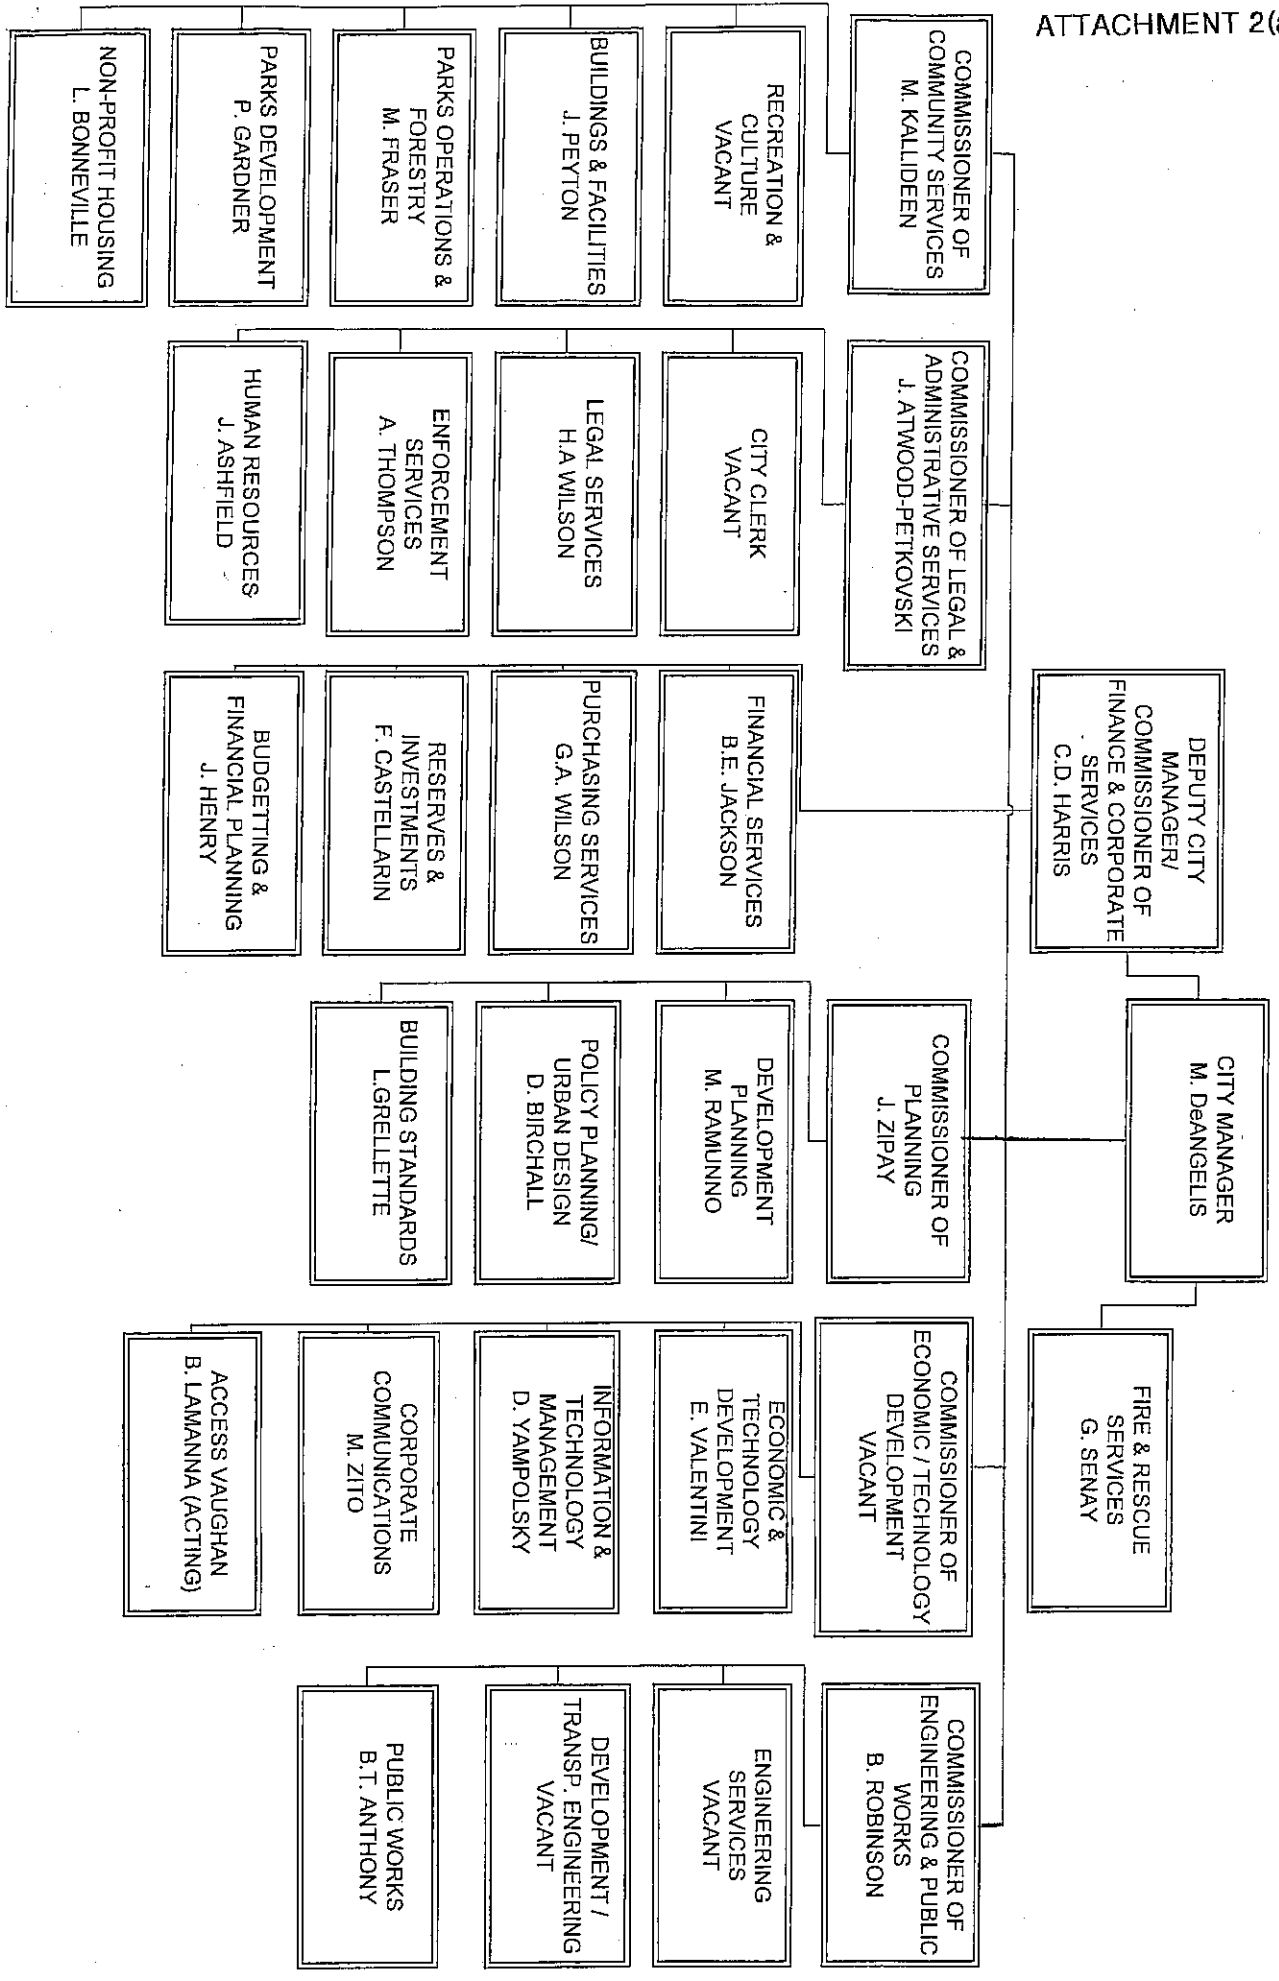 ATTACHMENT 2(a
CITY MANAGER
M. DeANGELIS
DEPUTY CITY
MANAGER/
COMMISSIONER OF
FINANCE & CORPORATE
SERVICES
C.D. HARRIS
FIRE & RESCUE
SERVICES
G. SENAY
COMMISSIONER OF
COMMUNITY SERVICES
M. KALLIDEEN
RECREATION &
CULTURE
VACANT
BUILDINGS & FACILITIES
J. PEYTON
PARKS OPERATIONS &
FORESTRY
M. FRASER
PARKS DEVELOPMENT
P. GARDNER
NON-PROFIT HOUSING
L. BONNEVILLE
COMMISSIONER OF LEGAL &
ADMINISTRATIVE SERVICES
J. ATWOOD-PETKOVSKI
CITY CLERK
VACANT
LEGAL SERVICES
H.A WILSON
ENFORCEMENT
SERVICES
A. THOMPSON
HUMAN RESOURCES
J. ASHFIELD
FINANCIAL SERVICES
B.E. JACKSON
PURCHASING SERVICES
G.A. WILSON
RESERVES &
INVESTMENTS
F. CASTELLARIN
BUDGETTING &
FINANCIAL PLANNING
J. HENRY
COMMISSIONER OF
PLANNING
J. ZIPAY
DEVELOPMENT
PLANNING
M. RAMUNNO
POLICY PLANNING/
URBAN DESIGN
D. BIRCHALL
BUILDING STANDARDS
L.GRELLETTE
COMMISSIONER OF
ECONOMIC / TECHNOLOGY
DEVELOPMENT
VACANT
ECONOMIC &
TECHNOLOGY
DEVELOPMENT
E. VALENTINI
INFORMATION &
TECHNOLOGY
MANAGEMENT
D. YAMPOLSKY
CORPORATE
COMMUNICATIONS
M. ZITO
ACCESS VAUGHAN
B. LAMANNA (ACTING)
COMMISSIONER OF
ENGINEERING & PUBLIC
WORKS
B. ROBINSON
ENGINEERING
SERVICES
VACANT
DEVELOPMENT /
TRANSP. ENGINEERING
VACANT
PUBLIC WORKS
B.T. ANTHONY